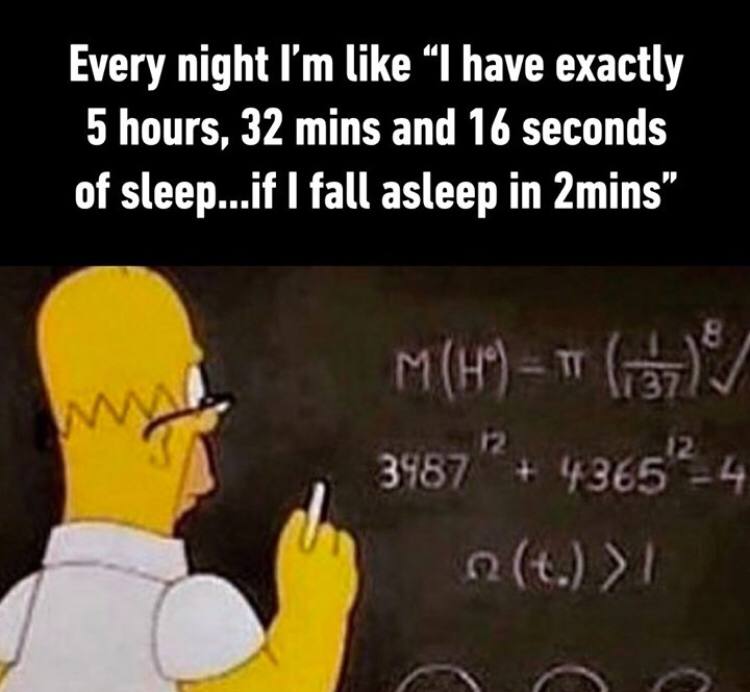 Every night I’m like “I have exactly
5 hours, 32 mins and 16 seconds
of sleep...if I fall asleep in 2mins”
M(H°) = π (1/137)⁸ √
3987¹² + 4365¹² = 4
Ω(t₀) > 1